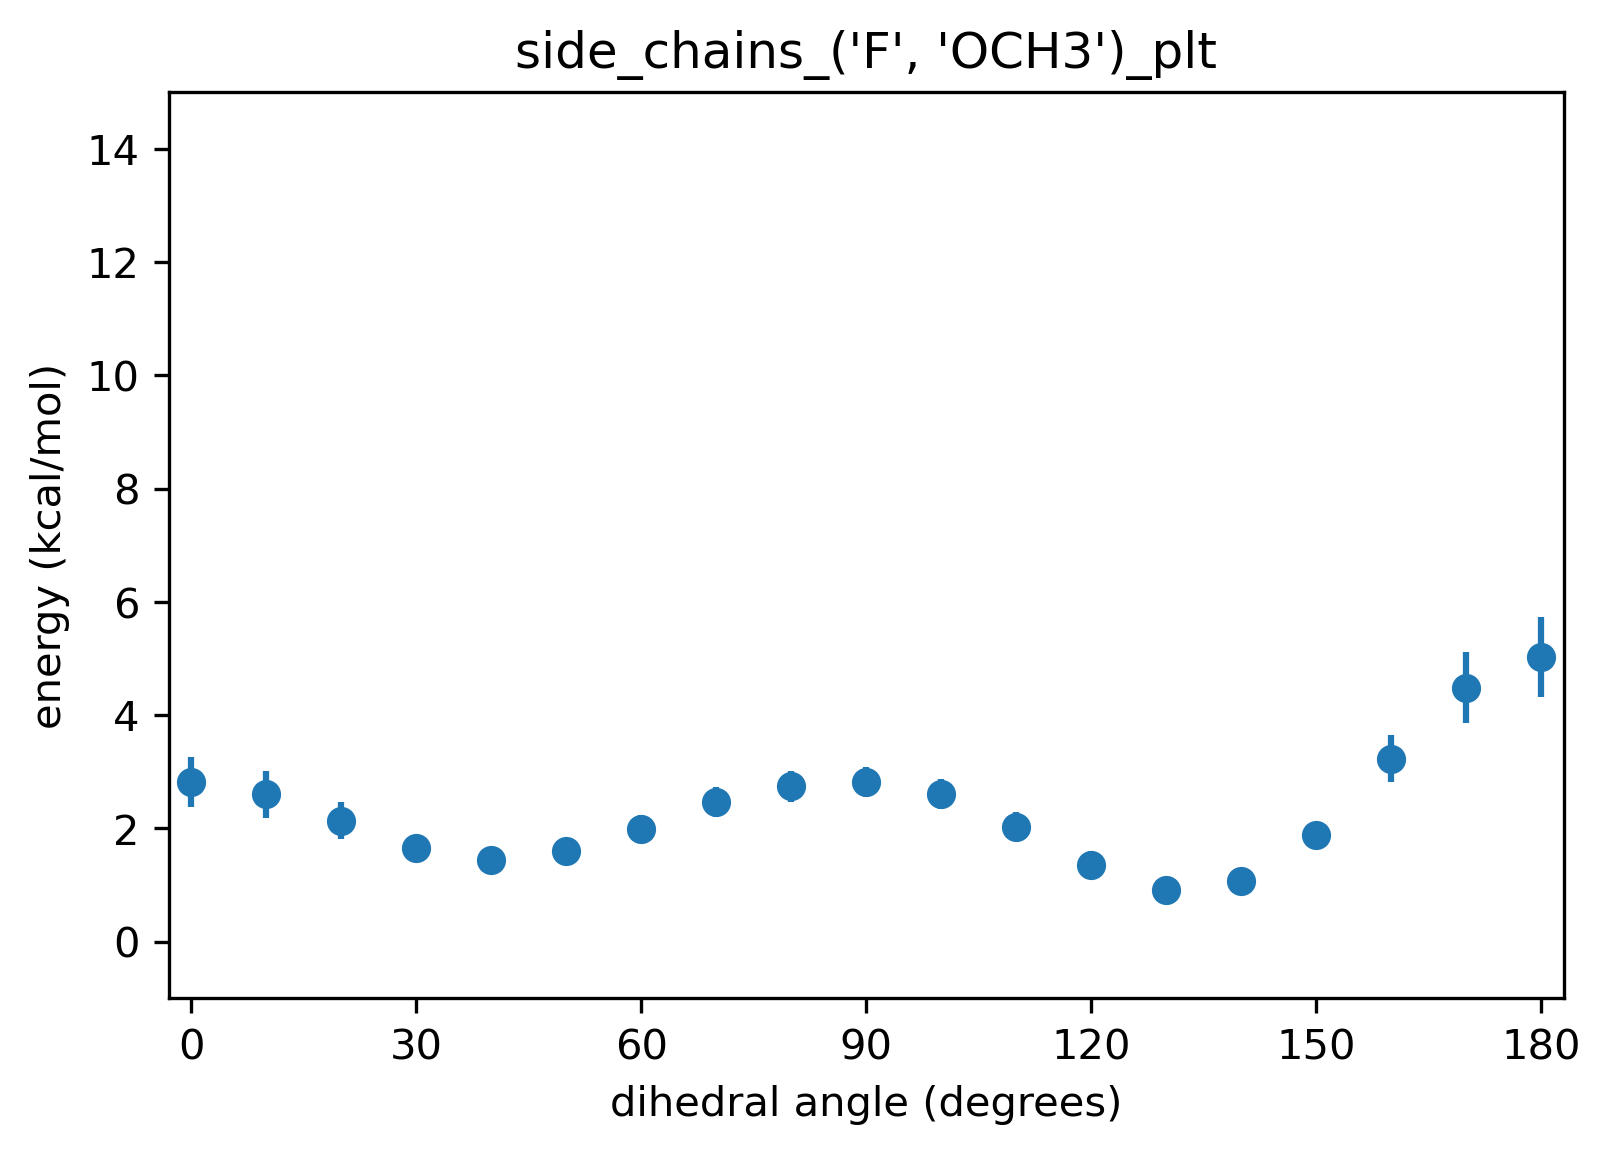 side_chains_('F', 'OCH3')_plt
14
12
10
8
6
4
2
0
energy (kcal/mol)
0 30 60 90 120 150 180
dihedral angle (degrees)